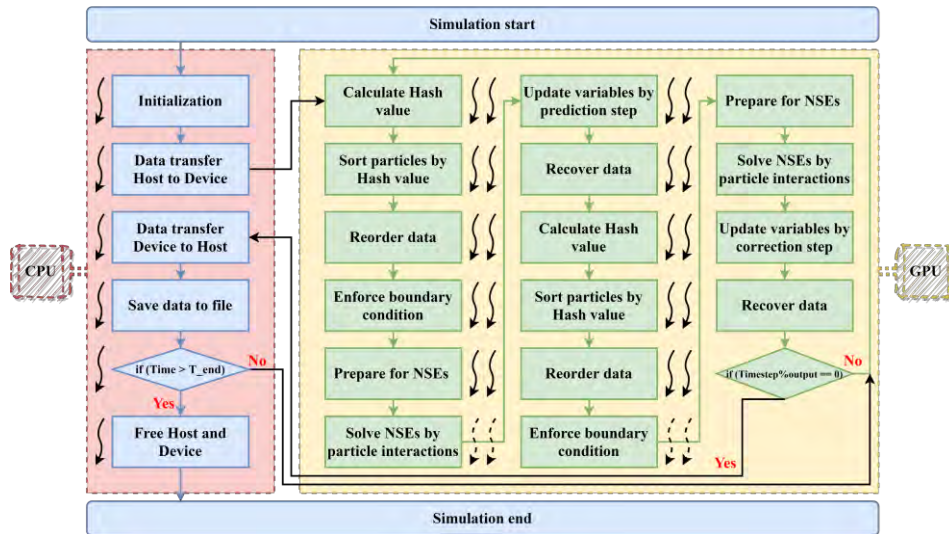 Simulation start
CPU
Initialization
Data transfer
Host to Device
Data transfer
Device to Host
Save data to file
if (Time > T_end)
No
Yes
Free Host and
Device
Calculate Hash
value
Sort particles by
Hash value
Reorder data
Enforce boundary
condition
Prepare for NSEs
Solve NSEs by
particle interactions
Update variables by
prediction step
Recover data
Calculate Hash
value
Sort particles by
Hash value
Reorder data
Enforce boundary
condition
Prepare for NSEs
Solve NSEs by
particle interactions
Update variables by
correction step
Recover data
if (Timestep%output == 0)
No
Yes
GPU
Simulation end